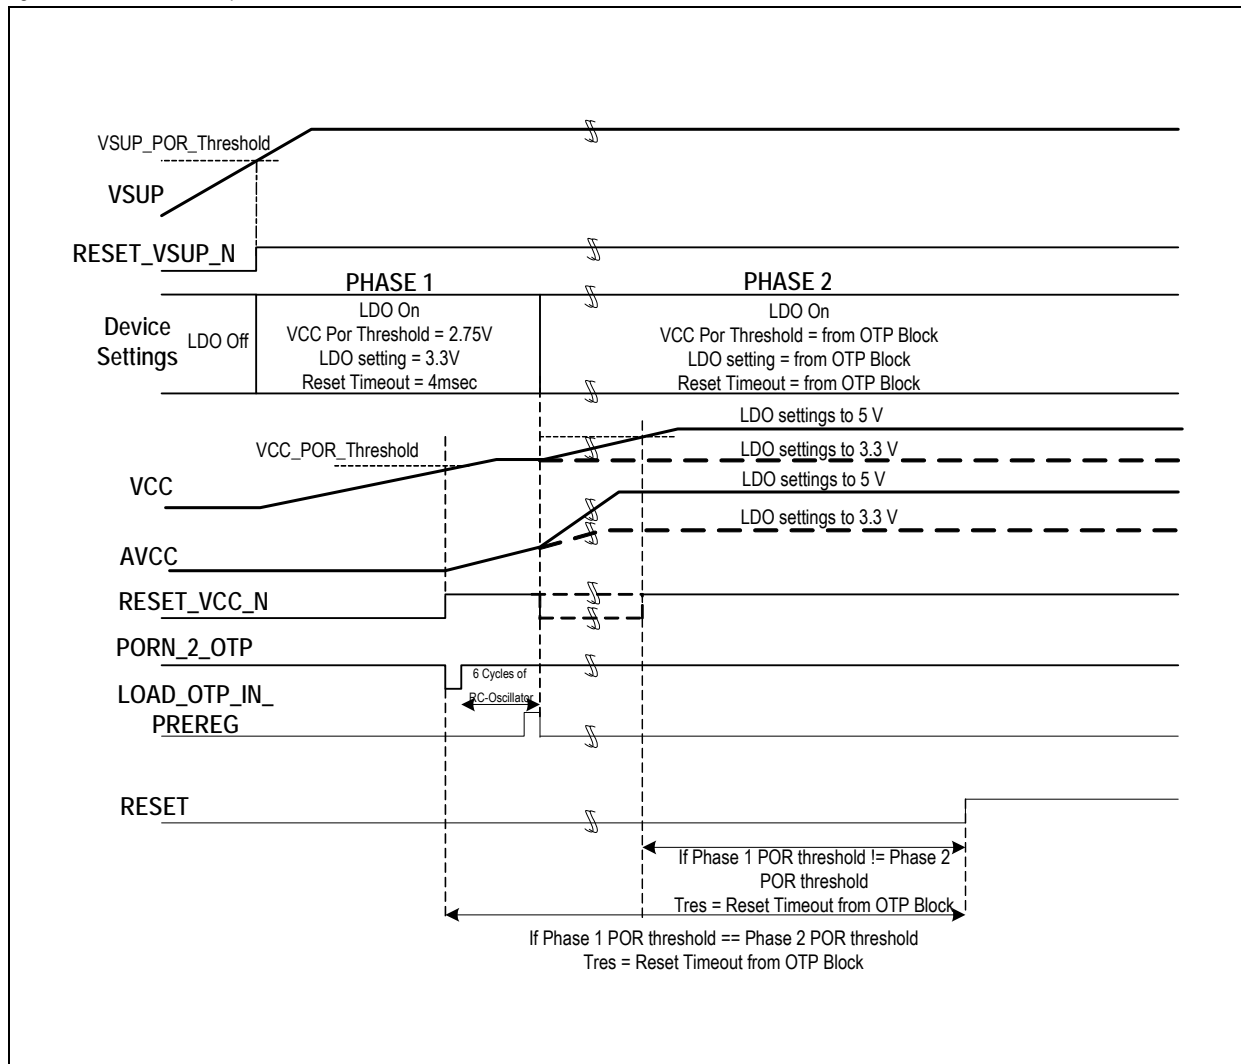 VSUP_POR_Threshold
VSUP
RESET_VSUP_N
PHASE 1
PHASE 2
Device
Settings
LDO Off
LDO On
VCC Por Threshold = 2.75V
LDO setting = 3.3V
Reset Timeout = 4msec
LDO On
VCC Por Threshold = from OTP Block
LDO setting = from OTP Block
Reset Timeout = from OTP Block
LDO settings to 5 V
VCC_POR_Threshold
LDO settings to 3.3 V
VCC
LDO settings to 5 V
LDO settings to 3.3 V
AVCC
RESET_VCC_N
PORN_2_OTP
6 Cycles of
RC-Oscillator
LOAD_OTP_IN_
PREREG
RESET
If Phase 1 POR threshold != Phase 2
POR threshold
Tres = Reset Timeout from OTP Block
If Phase 1 POR threshold == Phase 2 POR threshold
Tres = Reset Timeout from OTP Block